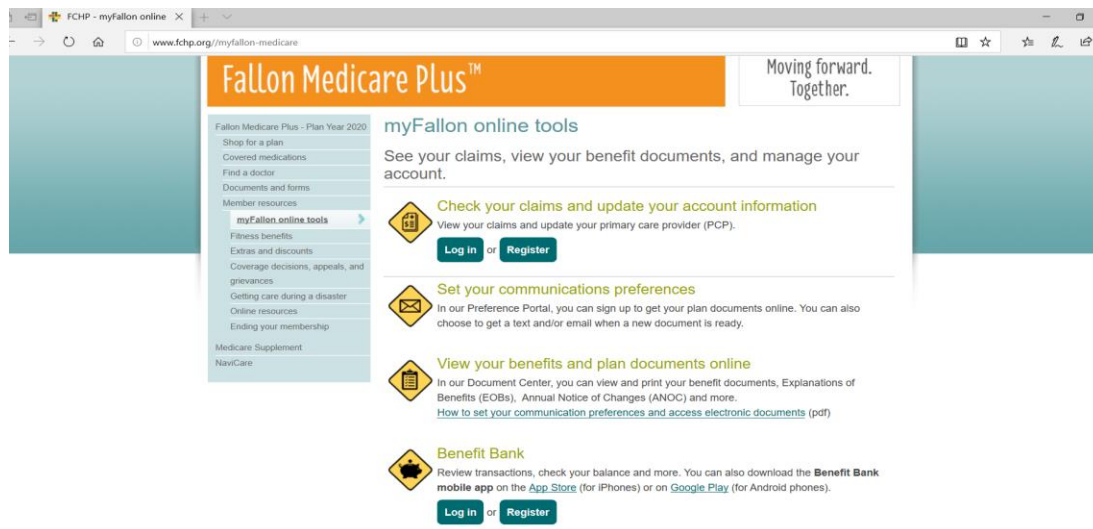 FCHP - myFallon online
www.fchp.org//myfallon-medicare
Fallon Medicare Plus™
Moving forward.
Together.
Fallon Medicare Plus - Plan Year 2020
Shop for a plan
Covered medications
Find a doctor
Documents and forms
Member resources
myFallon online tools
Fitness benefits
Extras and discounts
Coverage decisions, appeals, and
grievances
Getting care during a disaster
Online resources
Ending your membership
Medicare Supplement
NaviCare
myFallon online tools
See your claims, view your benefit documents, and manage your
account.
Check your claims and update your account information
View your claims and update your primary care provider (PCP).
Log in or Register
Set your communications preferences
In our Preference Portal, you can sign up to get your plan documents online. You can also
choose to get a text and/or email when a new document is ready.
View your benefits and plan documents online
In our Document Center, you can view and print your benefit documents, Explanations of
Benefits (EOBs), Annual Notice of Changes (ANOC) and more.
How to set your communication preferences and access electronic documents (pdf)
Benefit Bank
Review transactions, check your balance and more. You can also download the Benefit Bank
mobile app on the App Store (for iPhones) or on Google Play (for Android phones).
Log in or Register